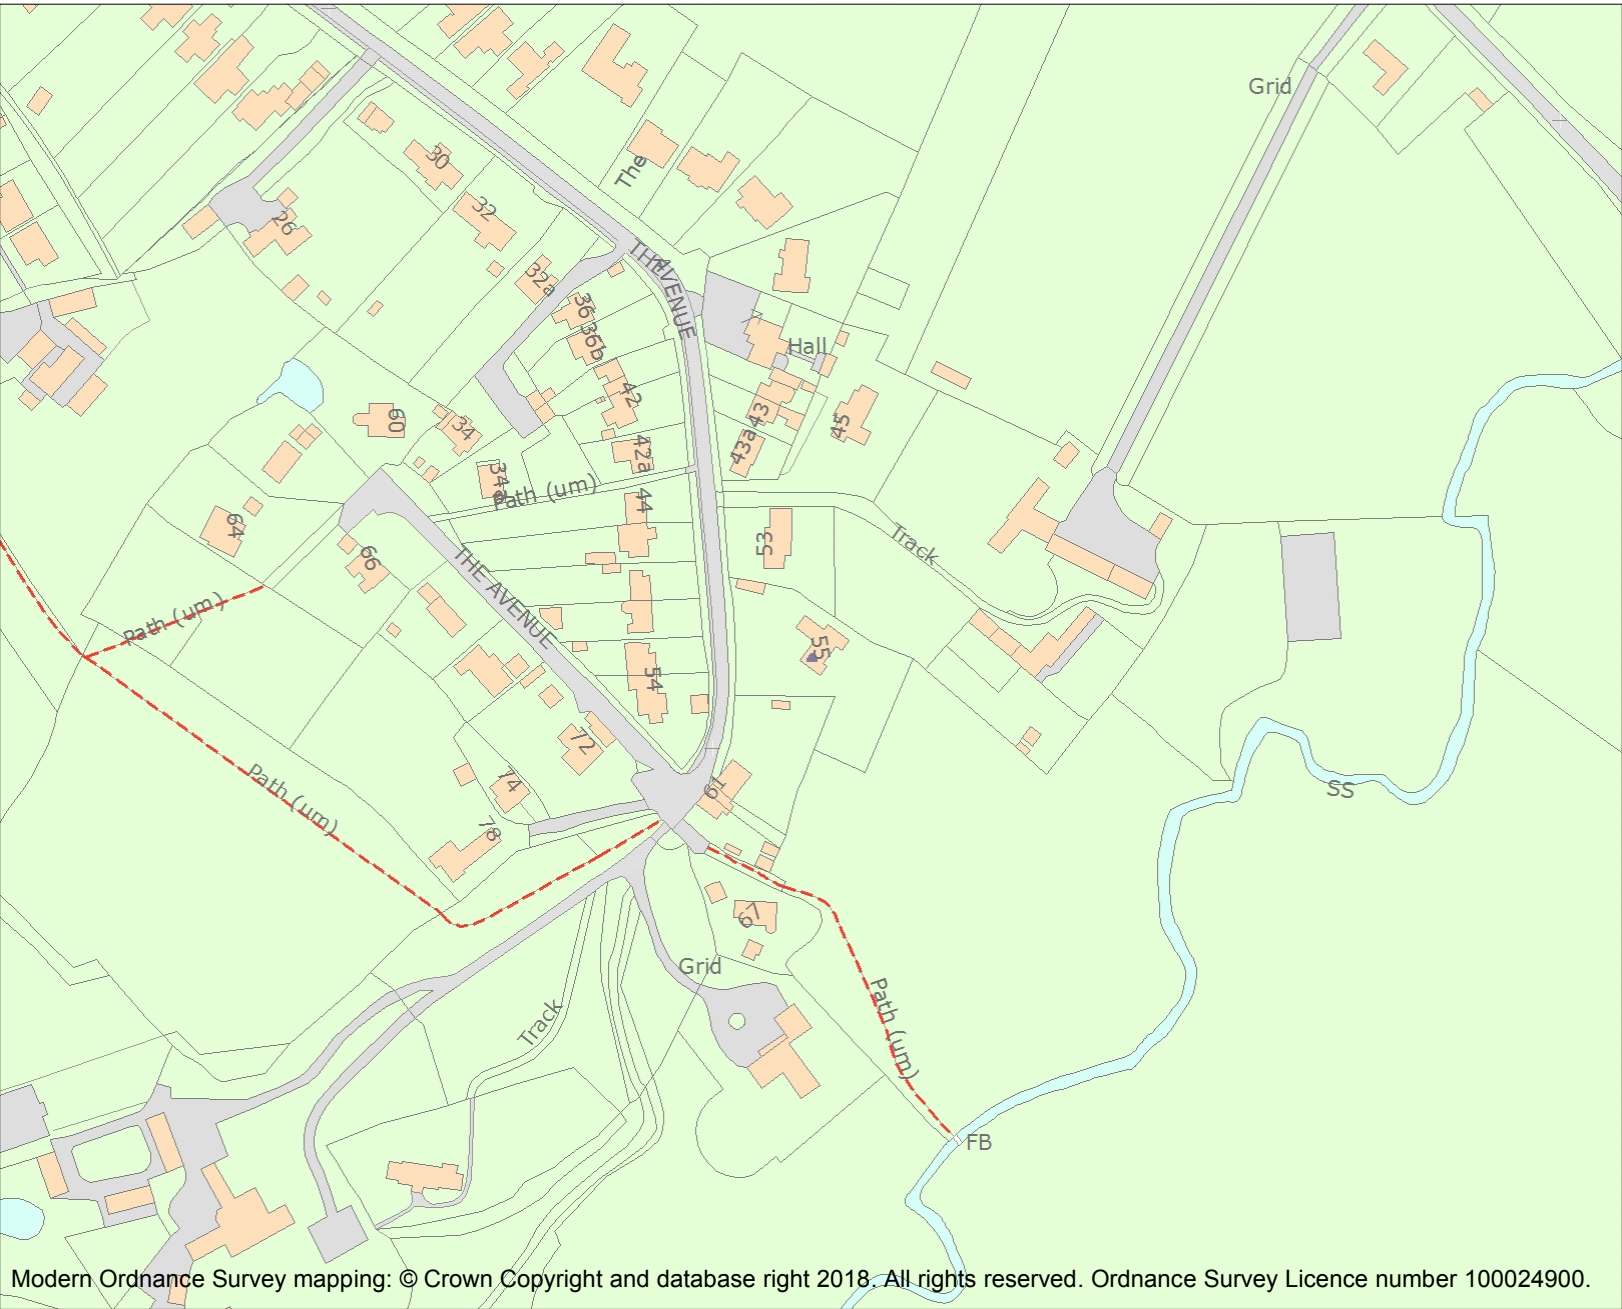 Grid
30
The
32
26
THE AVENUE
32a
36
36b
Hall
42
43
45
60
34
42a
43a
34a
Path (um)
44
64
53
Track
66
THE AVENUE
Path (um)
55
54
72
74
61
SS
Path (um)
78
67
Grid
Path (um)
Track
FB
Modern Ordnance Survey mapping: © Crown Copyright and database right 2018. All rights reserved. Ordnance Survey Licence number 100024900.